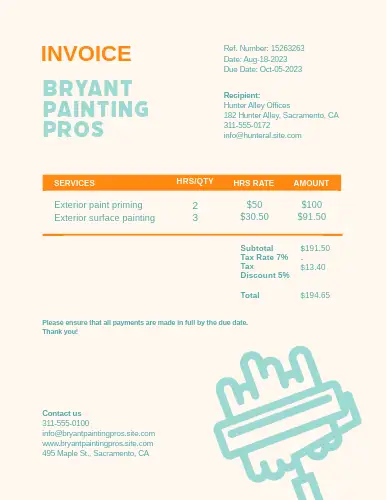 INVOICE
BRYANT
PAINTING
PROS
Ref. Number: 15263263
Date: Aug-18-2023
Due Date: Oct-05-2023
Recipient:
Hunter Alley Offices
182 Hunter Alley, Sacramento, CA
311-555-0172
info@hunteral.site.com
SERVICES HRS/QTY HRS RATE AMOUNT
Exterior paint priming 2 $50 $100
Exterior surface painting 3 $30.50 $91.50
Subtotal $191.50
Tax Rate 7% .
Tax $13.40
Discount 5%
Total $194.65
Please ensure that all payments are made in full by the due date.
Thank you!
Contact us
311-555-0100
info@bryantpaintingpros.site.com
www.bryantpaintingpros.site.com
495 Maple St., Sacramento, CA